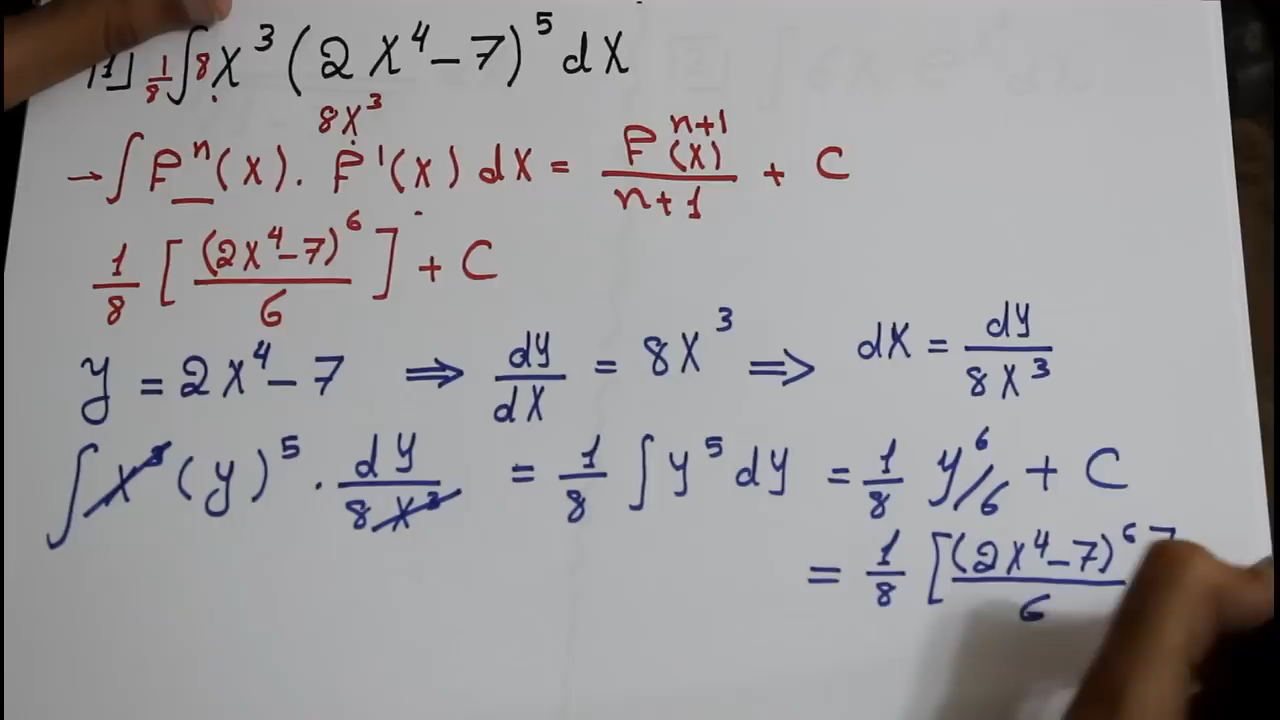 [1] 1/8 ∫ 8 x³ (2x⁴ - 7)⁵ dx
8x³
→ ∫ Fⁿ(x) . F'(x) dx = Fⁿ⁺¹(x) / n+1 + C
1/8 [ (2x⁴-7)⁶ / 6 ] + C
y = 2x⁴ - 7 ⇒ dy/dx = 8x³ ⇒ dx = dy / 8x³
∫ x³ (y)⁵ . dy / 8x³ = 1/8 ∫ y⁵ dy = 1/8 y⁶/6 + C
= 1/8 [ (2x⁴-7)⁶ / 6 ]